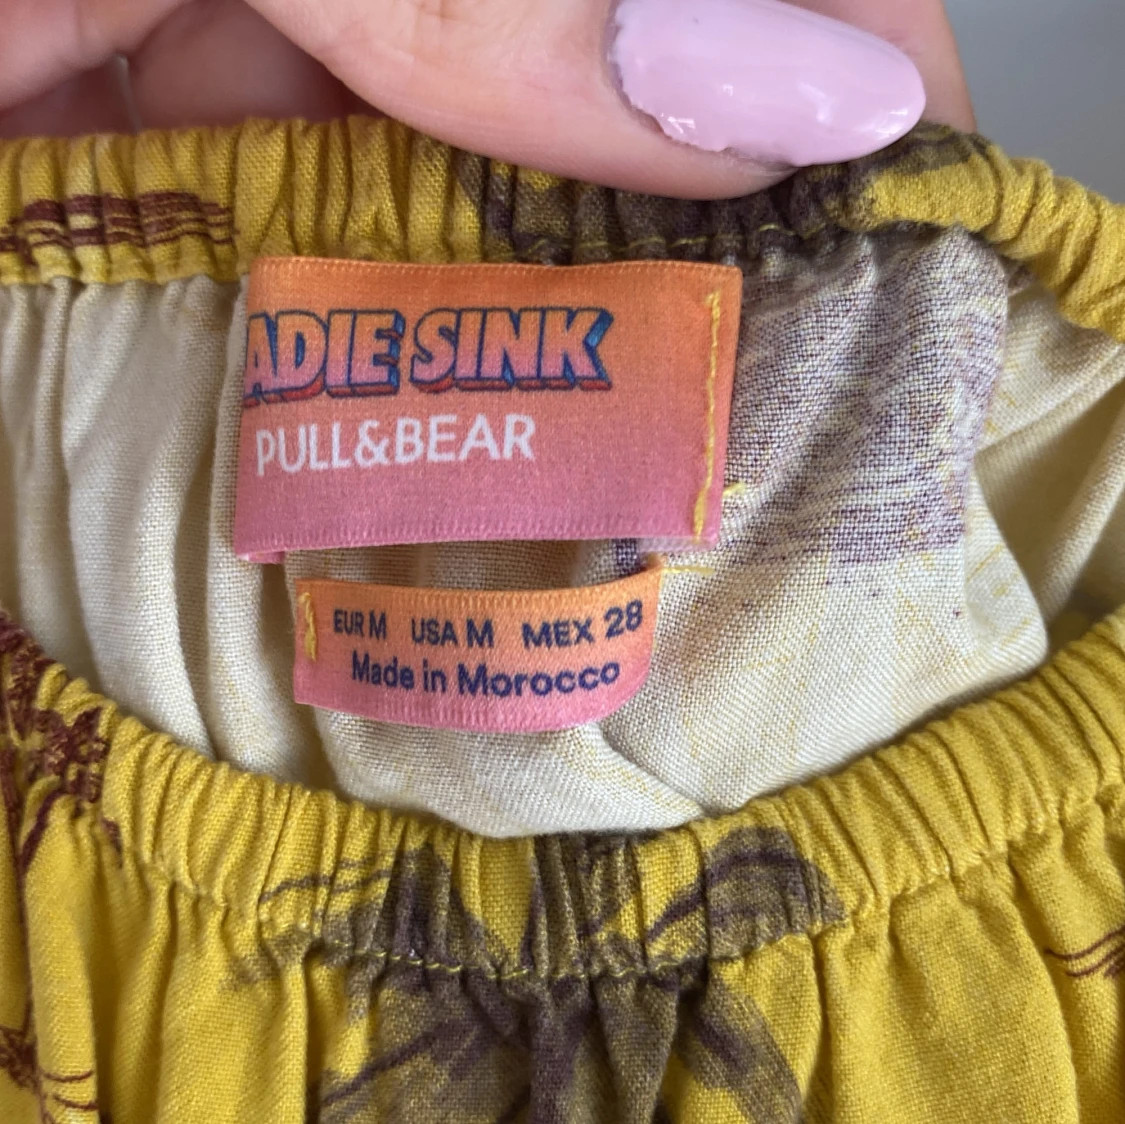 ADIE SINK
PULL&BEAR
EUR M USA M MEX 28
Made in Morocco